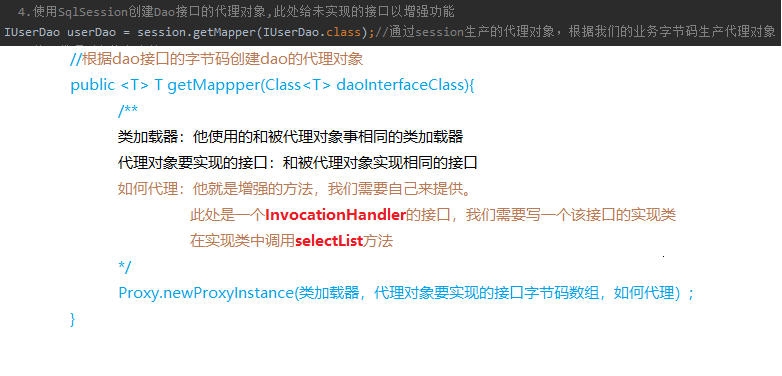 4.使用SqlSession创建Dao接口的代理对象,此处给未实现的接口以增强功能
IUserDao userDao = session.getMapper(IUserDao.class);//通过session生产的代理对象，根据我们的业务字节码生产代理对象
//根据dao接口的字节码创建dao的代理对象
public <T> T getMappper(Class<T> daoInterfaceClass){
/**
类加载器：他使用的和被代理对象事相同的类加载器
代理对象要实现的接口：和被代理对象实现相同的接口
如何代理：他就是增强的方法，我们需要自己来提供。
此处是一个InvocationHandler的接口，我们需要写一个该接口的实现类
在实现类中调用selectList方法
*/
Proxy.newProxyInstance(类加载器，代理对象要实现的接口字节码数组，如何代理）;
}